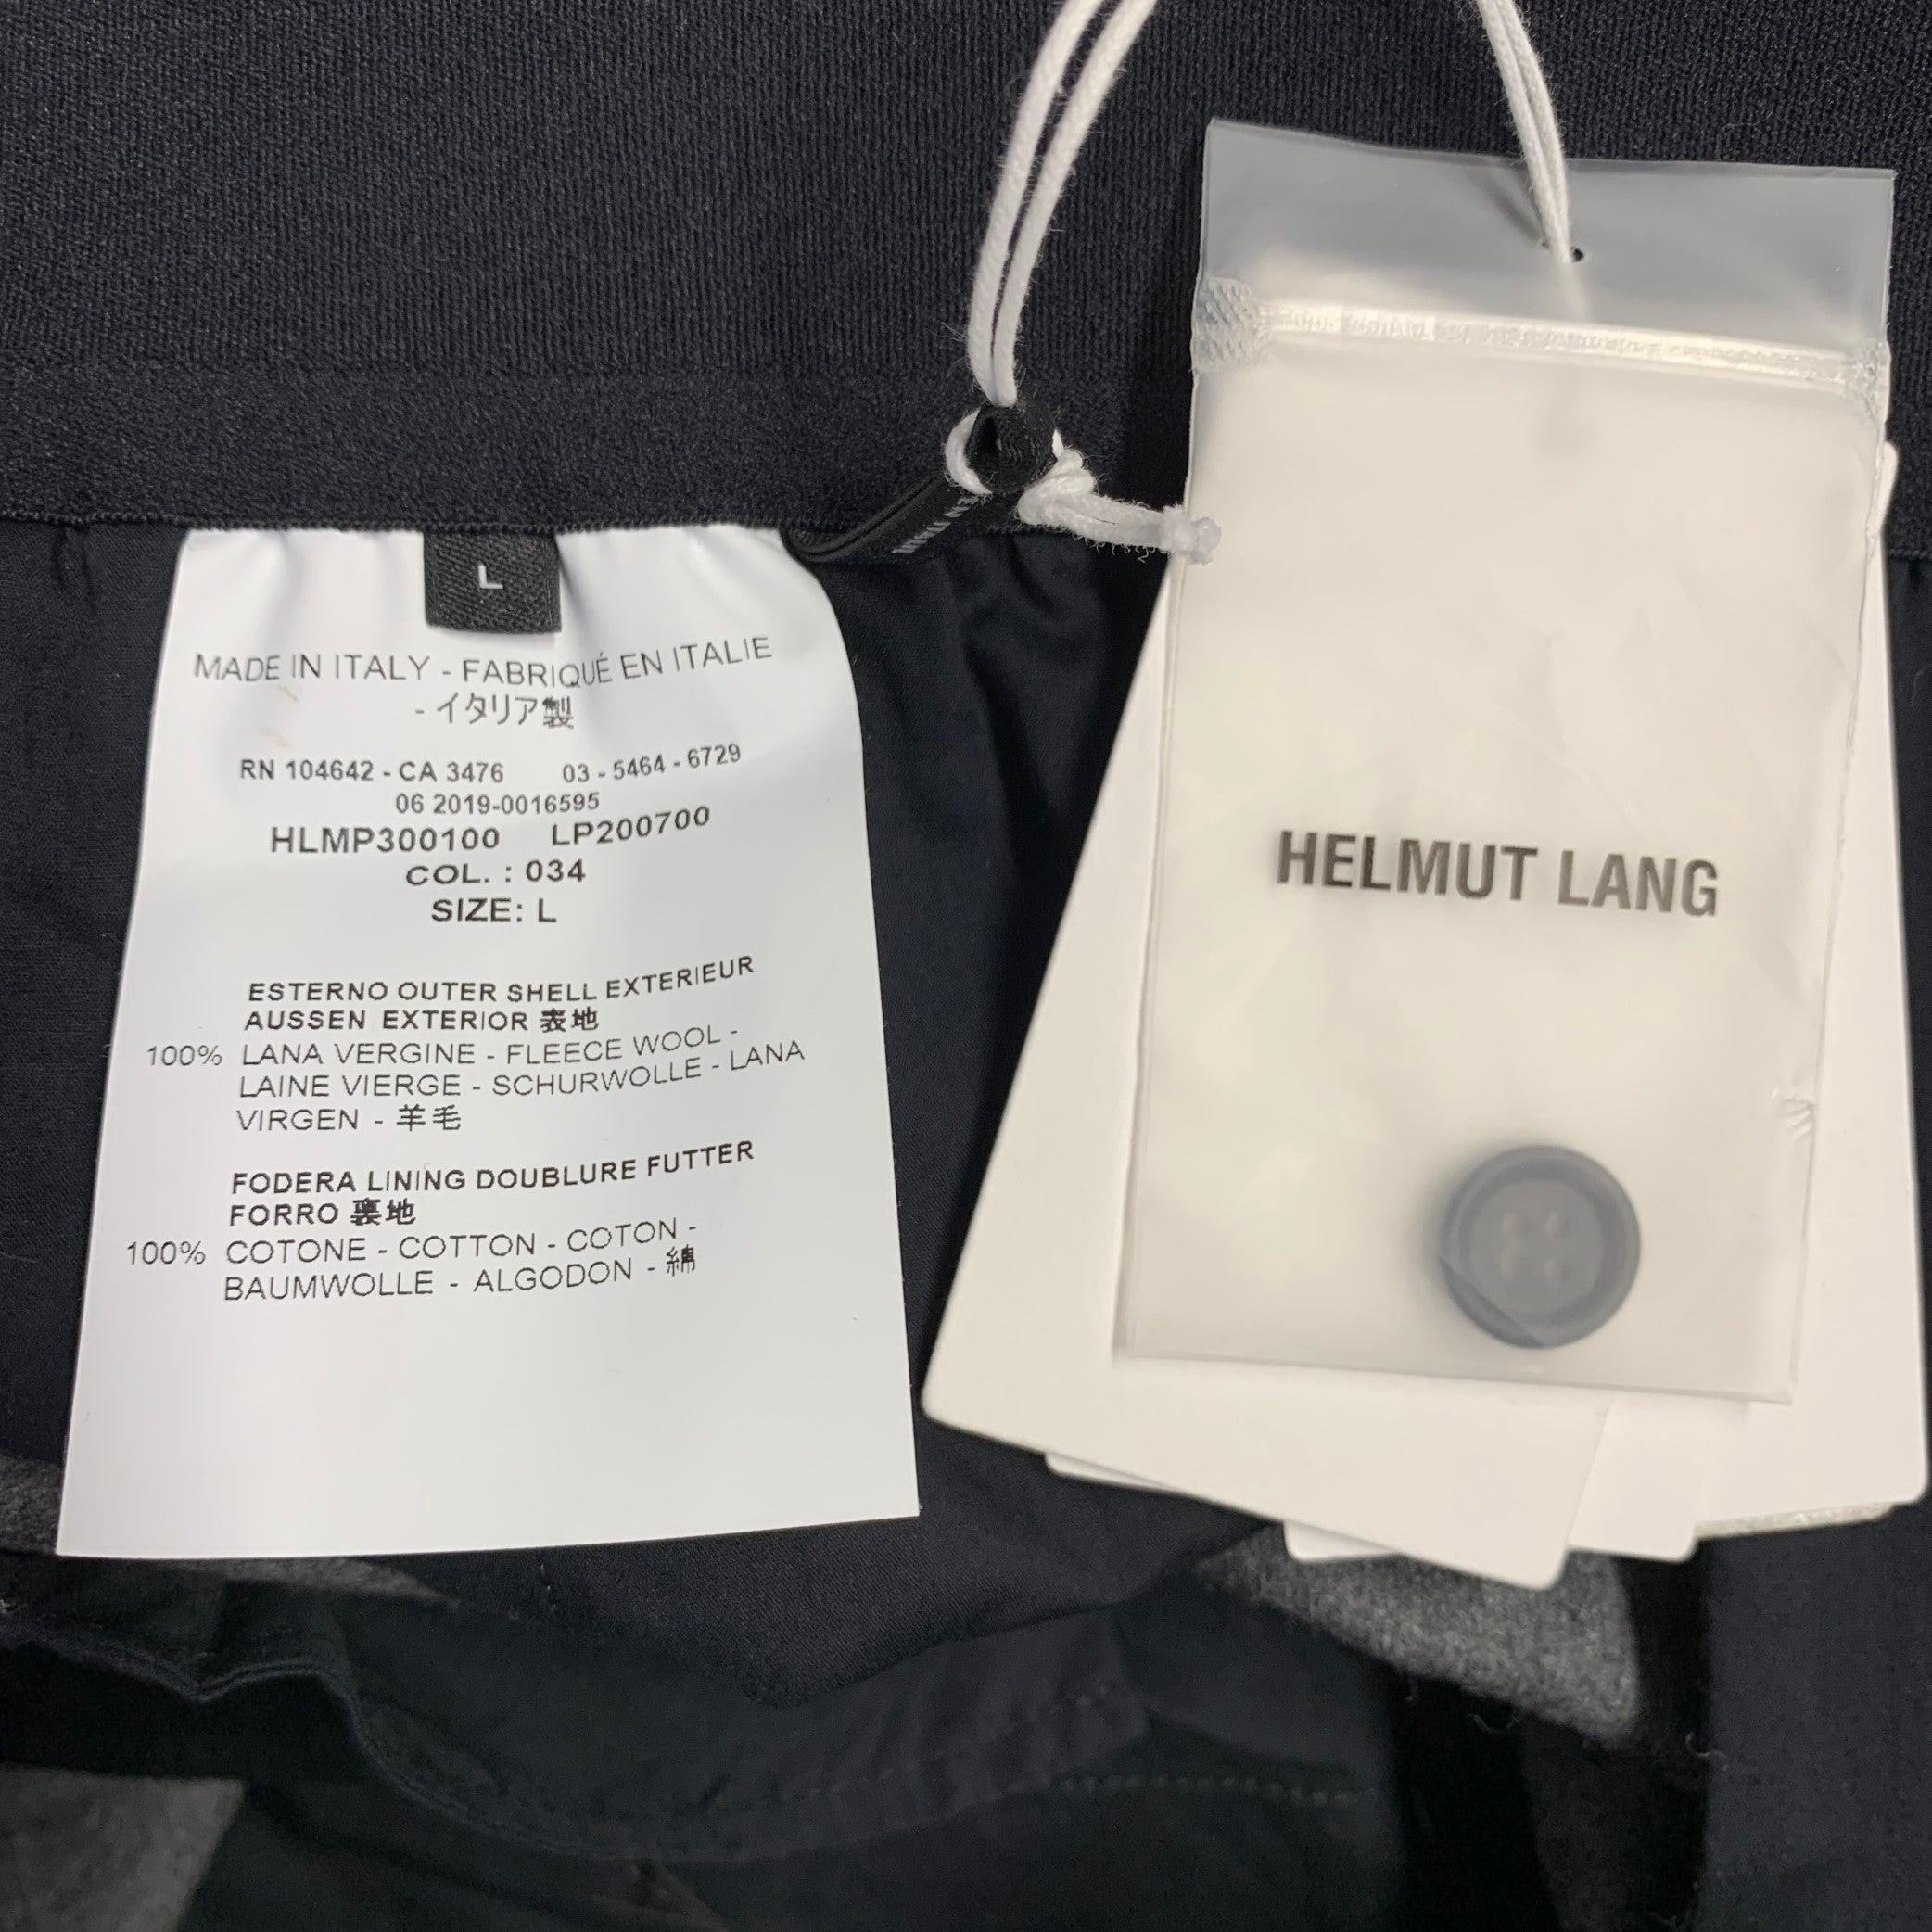 L
MADE IN ITALY - FABRIQUÉ EN ITALIE
- イタリア製
RN 104642 - CA 3476 03 - 5464 - 6729
06 2019-0016595
HLMP300100 LP200700
COL. : 034
SIZE: L
ESTERNO OUTER SHELL EXTERIEUR
AUSSEN EXTERIOR 表地
100% LANA VERGINE - FLEECE WOOL -
LAINE VIERGE - SCHURWOLLE - LANA
VIRGEN - 羊毛
FODERA LINING DOUBLURE FUTTER
FORRO 裏地
100% COTONE - COTTON - COTON -
BAUMWOLLE - ALGODON - 綿
HELMUT LANG